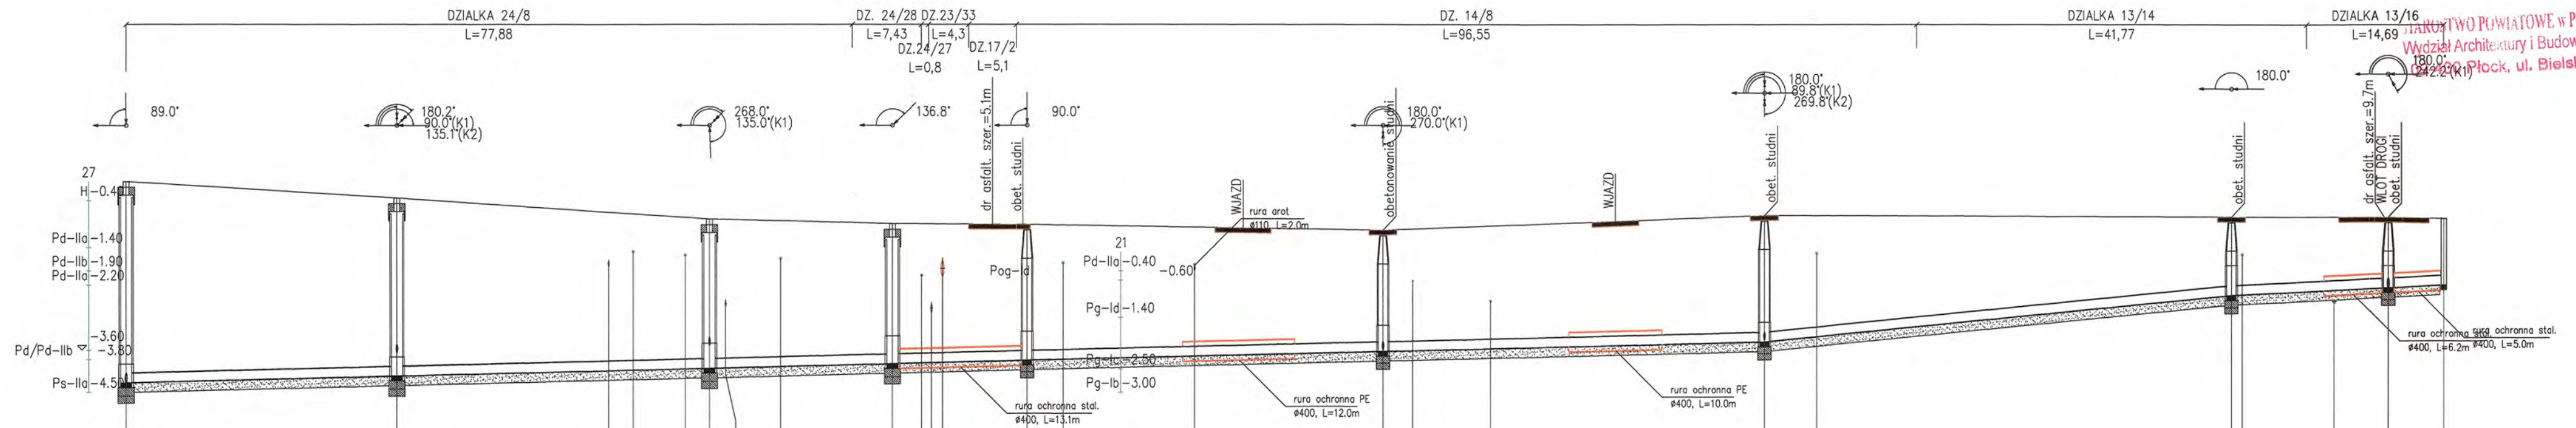 DZIALKA 24/8
L=77,88
DZ. 24/28
L=7,43
DZ.23/33
L=4,3
DZ.24/27
L=0,8
DZ.17/2
L=5,1
DZ. 14/8
L=96,55
DZIALKA 13/14
L=41,77
DZIALKA 13/16
L=14,69
Wydział Architektury i
Płock, ul.
89.0°
180.2°
90.0°(K1)
135.1°(K2)
268.0°
135.0°(K1)
136.8°
90.0°
180.0°
270.0°(K1)
180.0°
89.8°(K1)
269.8°(K2)
180.0°
180.0°
242.2°(K1)
dr asfalt. szer.=5.1m
obet. studni
WJAZD
rura arot
ø110, L=2.0m
obetonowanie studni
WJAZD
obet. studni
obet. studni
dr asfalt. szer.=9.7m
WLOT DROGI
obet. studni
27
H
Pd-IIa -1.40
Pd-IIb -1.90
Pd-IIa -2.20
-3.60
Pd/Pd-IIb -3.80
Ps-IIa
21
Pd-IIa -0.40
-0.60
Pog-Id
Pg-Id -1.40
-2.50
Pg-Ib -3.00
rura ochronna stal.
ø400, L=13.1m
rura ochronna PE
ø400, L=12.0m
rura ochronna PE
ø400, L=10.0m
rura ochronna stal.
ø400, L=6.2m
rura ochronna stal.
ø400, L=5.0m